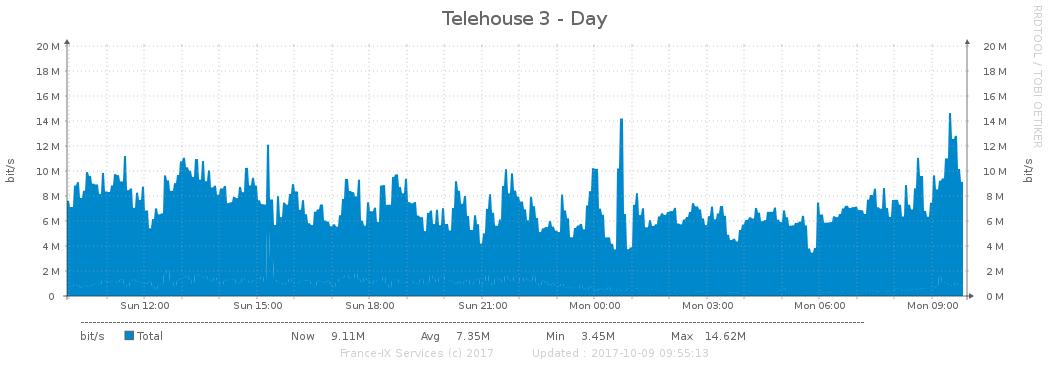 Telehouse 3 - Day
RRDTOOL / TOBI OETIKER
bit/s
bit/s
20 M 20 M
18 M 18 M
16 M 16 M
14 M 14 M
12 M 12 M
10 M 10 M
8 M 8 M
6 M 6 M
4 M 4 M
2 M 2 M
0 0 M
Sun 12:00 Sun 15:00 Sun 18:00 Sun 21:00 Mon 00:00 Mon 03:00 Mon 06:00 Mon 09:00
bit/s Total Now 9.11M Avg 7.35M Min 3.45M Max 14.62M
France-IX Services (c) 2017 Updated : 2017-10-09 09:55:13